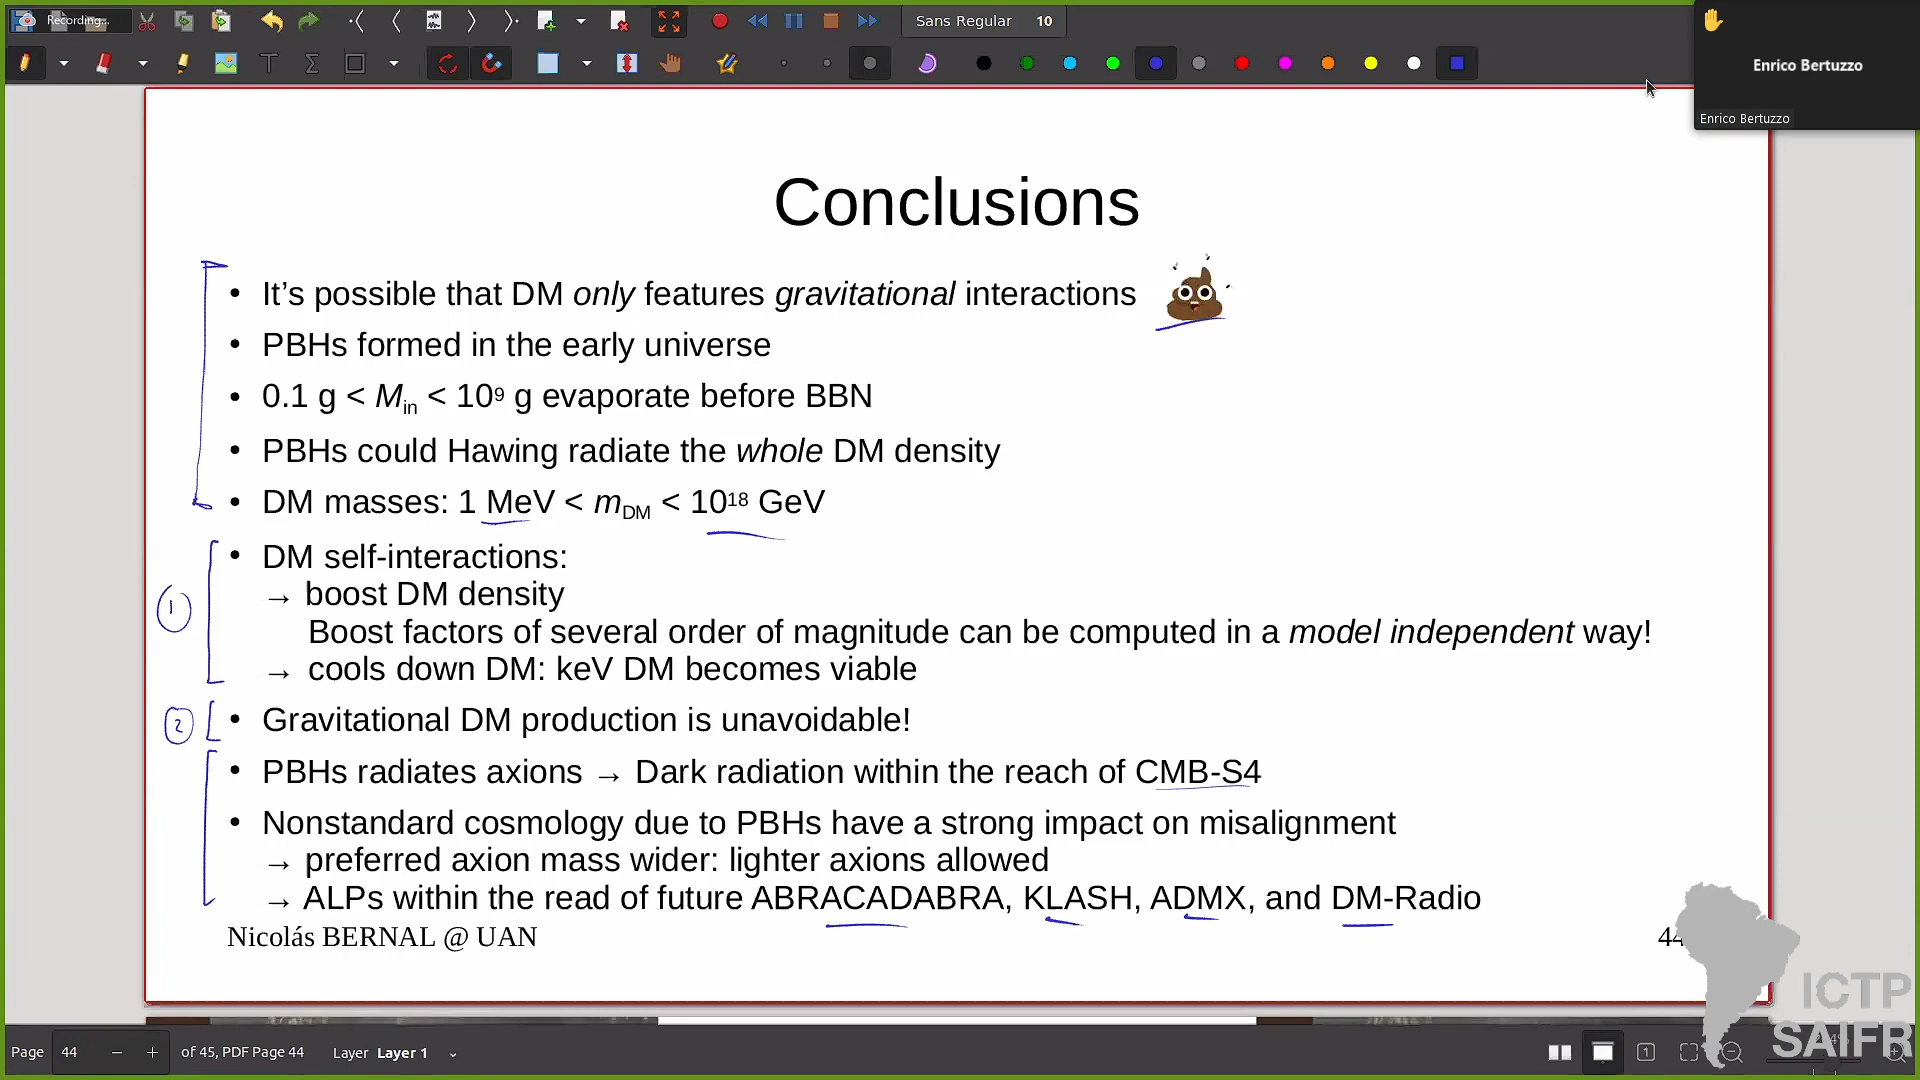 Recording...
Sans Regular 10
Enrico Bertuzzo
Enrico Bertuzzo
Conclusions
• It’s possible that DM only features gravitational interactions
• PBHs formed in the early universe
• 0.1 g < Min < 10⁹ g evaporate before BBN
• PBHs could Hawing radiate the whole DM density
• DM masses: 1 MeV < mDM < 10¹⁸ GeV
• DM self-interactions:
→ boost DM density
Boost factors of several order of magnitude can be computed in a model independent way!
→ cools down DM: keV DM becomes viable
1
• Gravitational DM production is unavoidable!
2
• PBHs radiates axions → Dark radiation within the reach of CMB-S4
• Nonstandard cosmology due to PBHs have a strong impact on misalignment
→ preferred axion mass wider: lighter axions allowed
→ ALPs within the read of future ABRACADABRA, KLASH, ADMX, and DM-Radio
Nicolás BERNAL @ UAN
44
ICTP
SAIFR
Page 44 − + of 45, PDF Page 44 Layer Layer 1